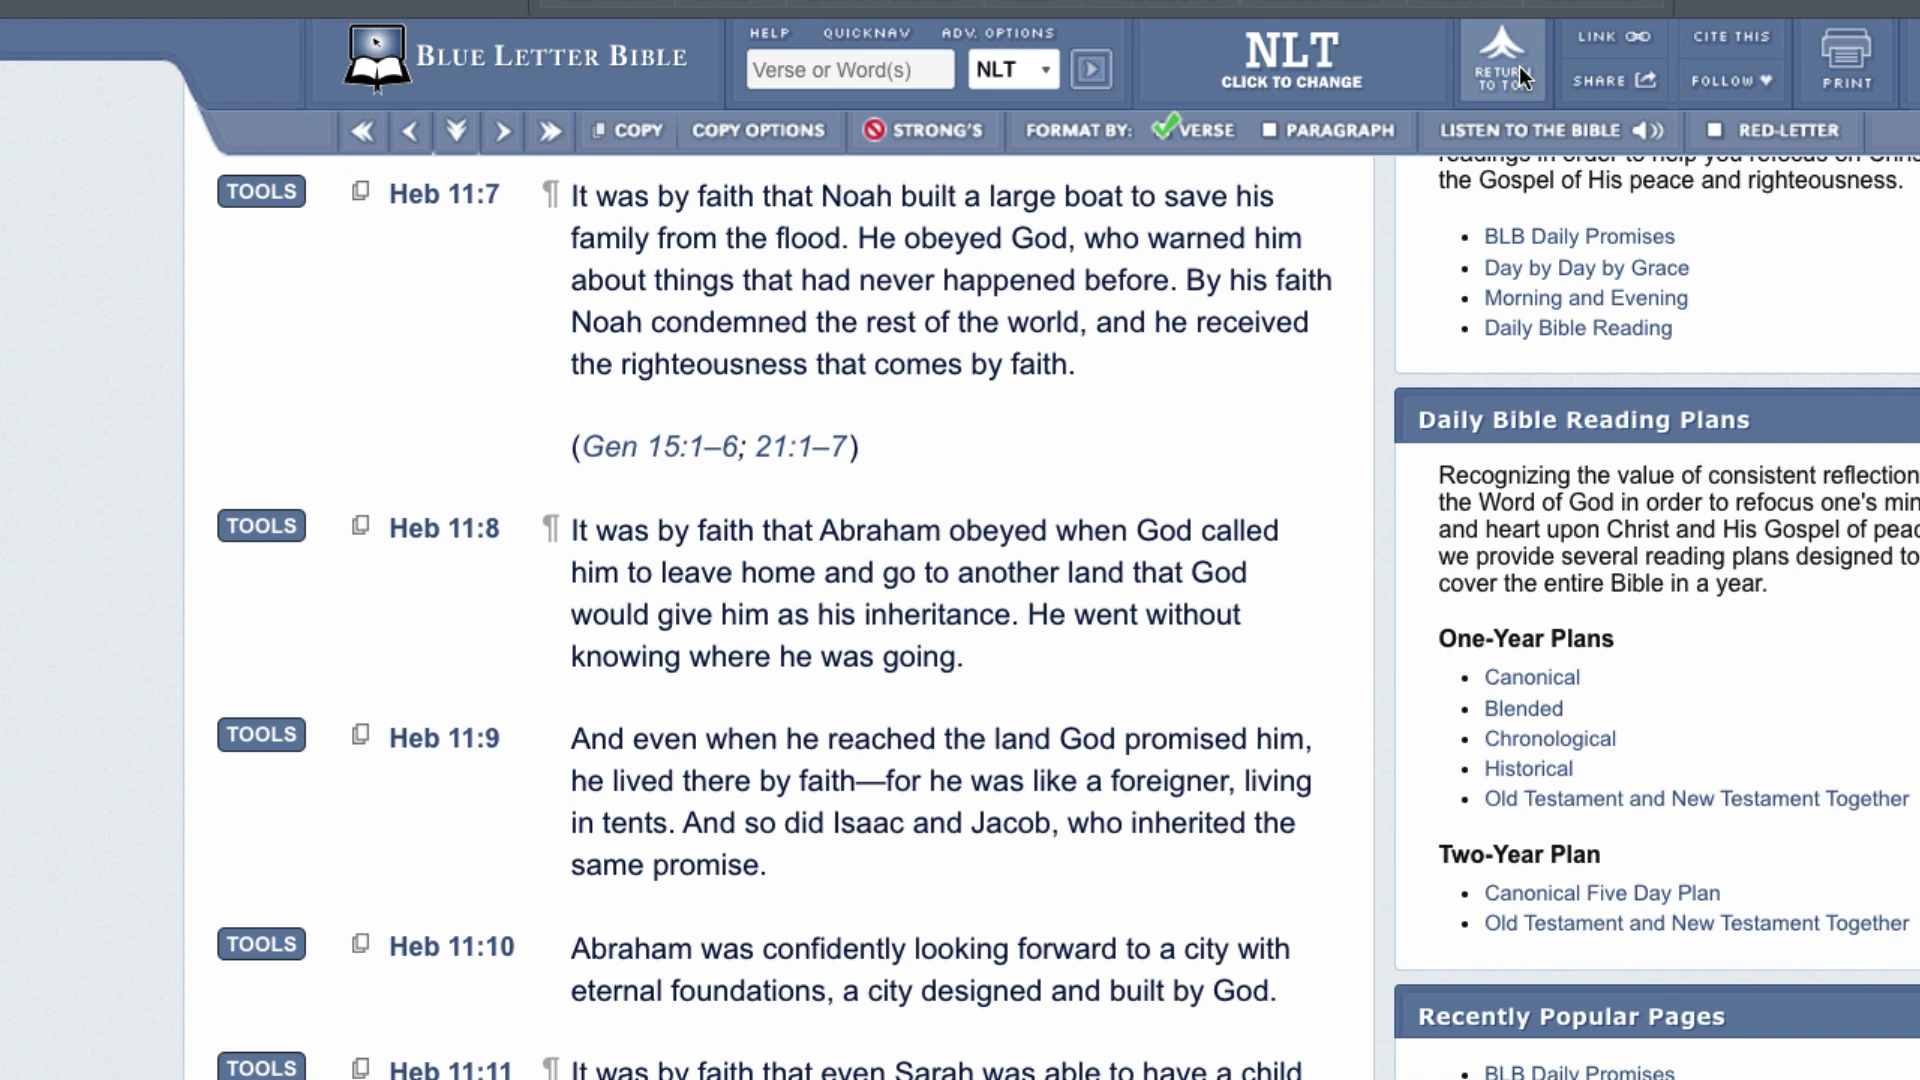 BLUE LETTER BIBLE
HELP QUICKNAV ADV. OPTIONS
Verse or Word(s) NLT
NLT
CLICK TO CHANGE
RETURN
LINK
SHARE
CITE THIS
FOLLOW
PRINT
COPY COPY OPTIONS STRONG'S FORMAT BY: VERSE PARAGRAPH LISTEN TO THE BIBLE RED-LETTER
TOOLS Heb 11:7 ¶ It was by faith that Noah built a large boat to save his
family from the flood. He obeyed God, who warned him
about things that had never happened before. By his faith
Noah condemned the rest of the world, and he received
the righteousness that comes by faith.
(Gen 15:1–6; 21:1–7)
TOOLS Heb 11:8 ¶ It was by faith that Abraham obeyed when God called
him to leave home and go to another land that God
would give him as his inheritance. He went without
knowing where he was going.
TOOLS Heb 11:9 And even when he reached the land God promised him,
he lived there by faith—for he was like a foreigner, living
in tents. And so did Isaac and Jacob, who inherited the
same promise.
TOOLS Heb 11:10 Abraham was confidently looking forward to a city with
eternal foundations, a city designed and built by God.
TOOLS Heb 11:11 ¶ It was by faith that even Sarah was able to have a child
readings in order to help you refocus on
the Gospel of His peace and righteousness.
BLB Daily Promises
Day by Day by Grace
Morning and Evening
Daily Bible Reading
Daily Bible Reading Plans
Recognizing the value of consistent reflection
the Word of God in order to refocus one's
and heart upon Christ and His Gospel of
we provide several reading plans designed to
cover the entire Bible in a year.
One-Year Plans
Canonical
Blended
Chronological
Historical
Old Testament and New Testament Together
Two-Year Plan
Canonical Five Day Plan
Old Testament and New Testament Together
Recently Popular Pages
BLB Daily Promises